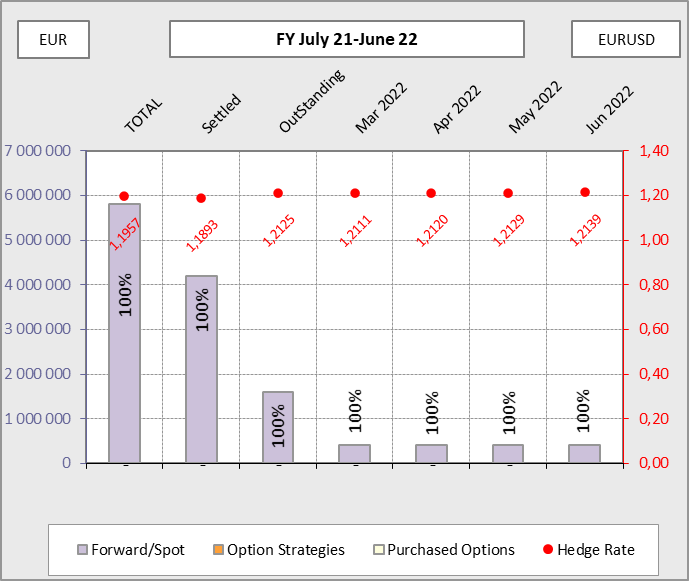 EUR
FY July 21-June 22
EURUSD
TOTAL
Settled
OutStanding
Mar 2022
Apr 2022
May 2022
Jun 2022
7 000 000
6 000 000
5 000 000
4 000 000
3 000 000
2 000 000
1 000 000
0
1,1957
1,1893
1,2125
1,2111
1,2120
1,2129
1,2139
100%
100%
100%
100%
100%
100%
100%
1,40
1,20
1,00
0,80
0,60
0,40
0,20
0,00
Forward/Spot
Option Strategies
Purchased Options
Hedge Rate